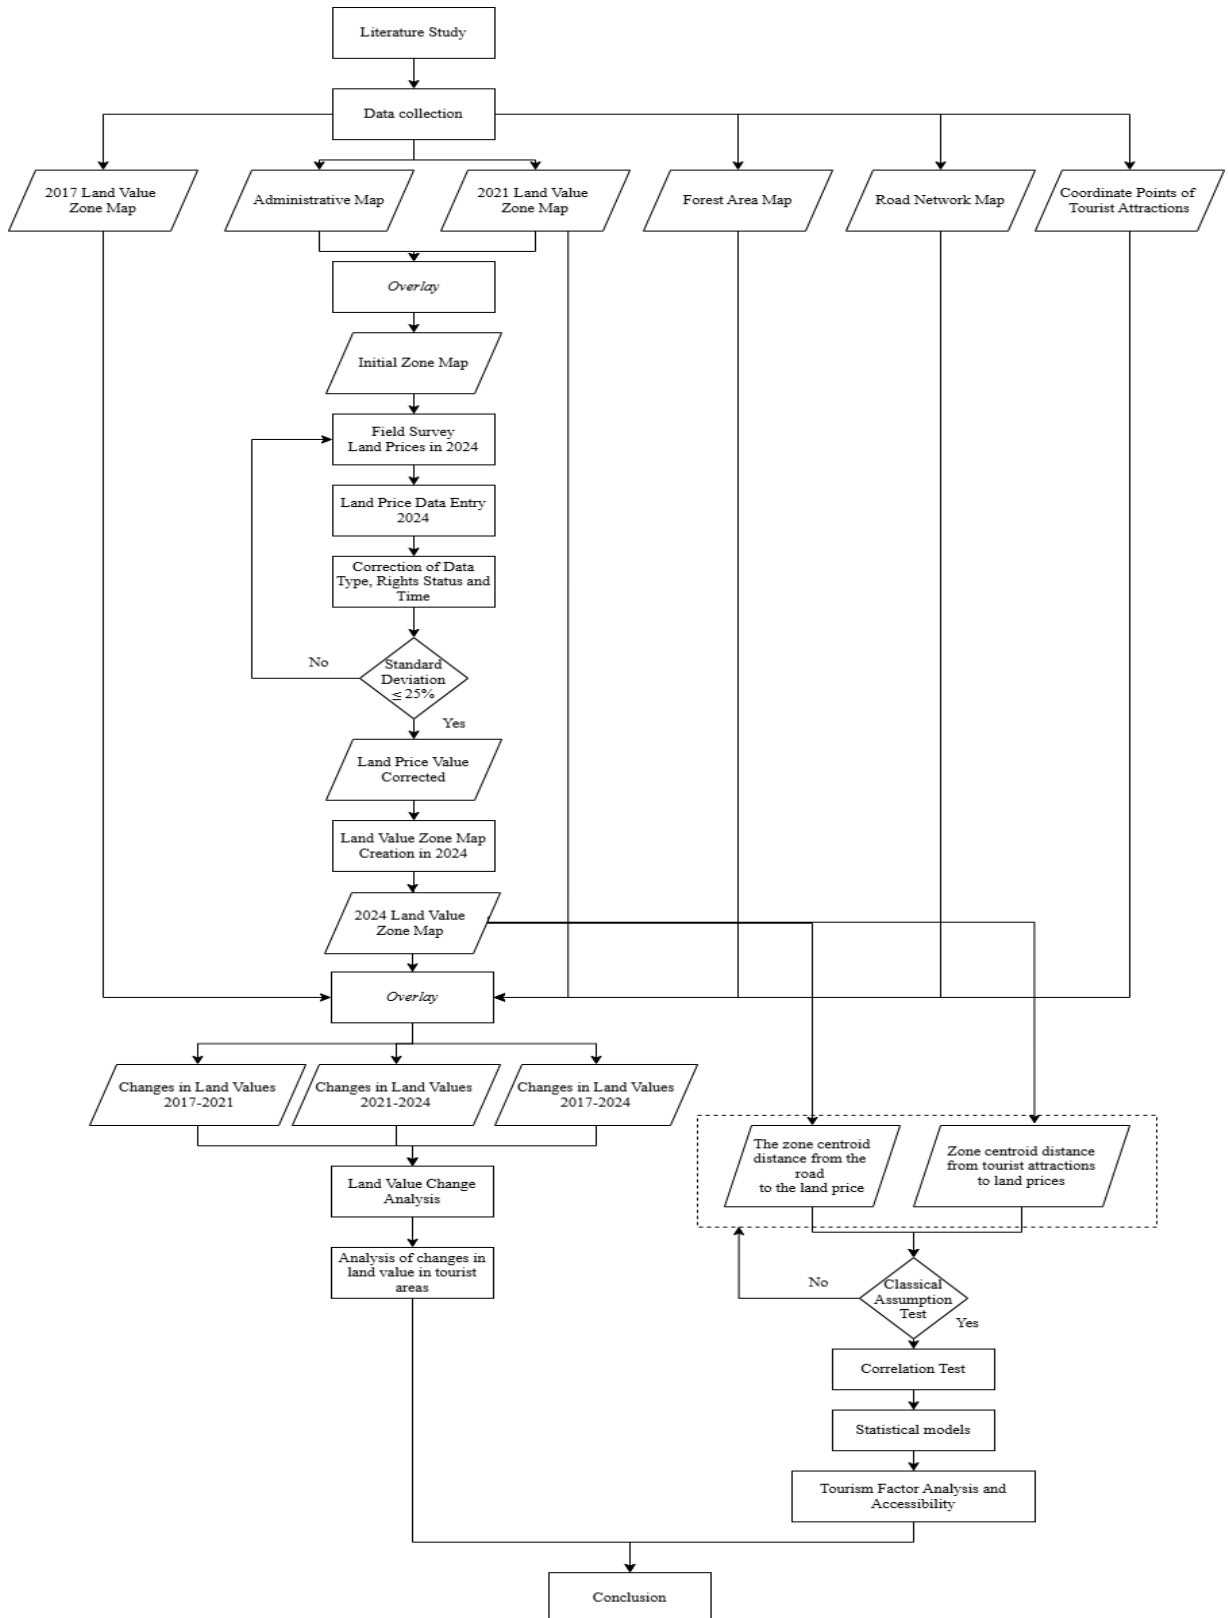 Literature Study
Data collection
2017 Land Value
Zone Map
Administrative Map
2021 Land Value
Zone Map
Forest Area Map
Road Network Map
Coordinate Points of
Tourist Attractions
Overlay
Initial Zone Map
Field Survey
Land Prices in 2024
Land Price Data Entry
2024
Correction of Data
Type, Rights Status and
Time
No
Standard
Deviation
≤ 25%
Yes
Land Price Value
Corrected
Land Value Zone Map
Creation in 2024
2024 Land Value
Zone Map
Overlay
Changes in Land Values
2017-2021
Changes in Land Values
2021-2024
Changes in Land Values
2017-2024
Land Value Change
Analysis
Analysis of changes in
land value in tourist
areas
The zone centroid
distance from the
road
to the land price
Zone centroid distance
from tourist attractions
to land prices
No
Classical
Assumption
Test
Yes
Correlation Test
Statistical models
Tourism Factor Analysis and
Accessibility
Conclusion